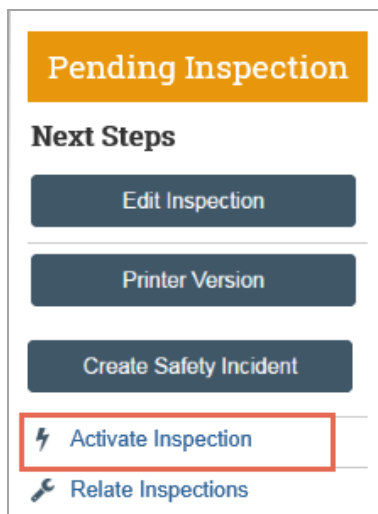 Pending Inspection
Next Steps
Edit Inspection
Printer Version
Create Safety Incident
Activate Inspection
Relate Inspections